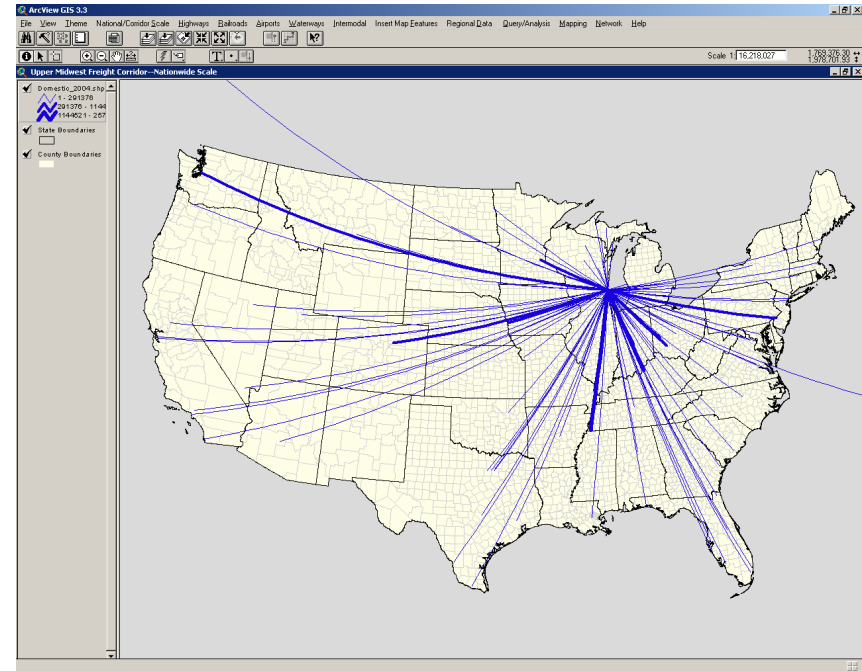 ArcView GIS 3.3
File View Theme National/Corridor Scale Highways Railroads Airports Waterways Intermodal Insert Map Features Regional Data Query/Analysis Mapping Network Help
Scale 1: 16,218,027
1,769,376.30
1,978,701.93
Upper Midwest Freight Corridor--Nationwide Scale
Domestic_2004.shp
1 - 291376
291376 - 1144
1144621 - 267
State Boundaries
County Boundaries